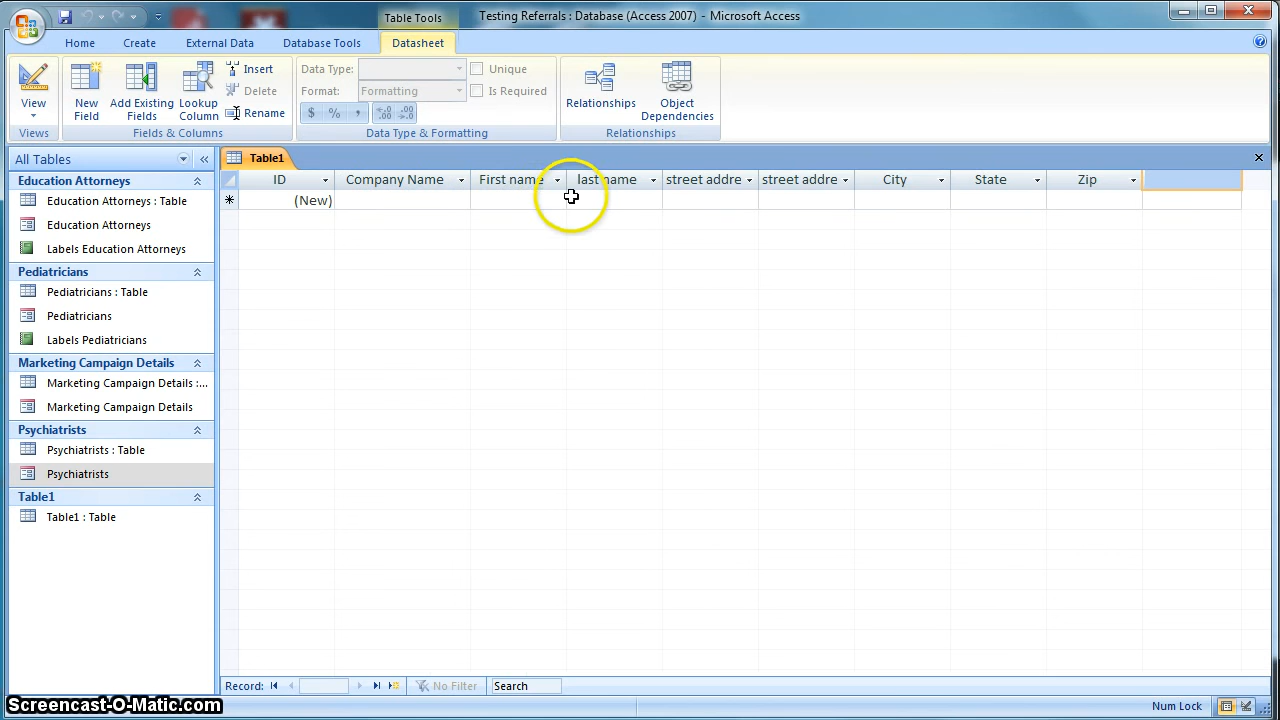 Table Tools
Testing Referrals : Database (Access 2007) - Microsoft Access
Home
Create
External Data
Database Tools
Datasheet
View
Views
New Field
Add Existing Fields
Lookup Column
Insert
Delete
Rename
Fields & Columns
Data Type:
Format: Formatting
$ % ,
Unique
Is Required
Data Type & Formatting
Relationships
Object Dependencies
Relationships
All Tables
Education Attorneys
Education Attorneys : Table
Education Attorneys
Labels Education Attorneys
Pediatricians
Pediatricians : Table
Pediatricians
Labels Pediatricians
Marketing Campaign Details
Marketing Campaign Details :...
Marketing Campaign Details
Psychiatrists
Psychiatrists : Table
Psychiatrists
Table1
Table1 : Table
Table1
ID Company Name First name last name street addre street addre City State Zip
(New)
Record: No Filter Search
Screencast-O-Matic.com
Num Lock